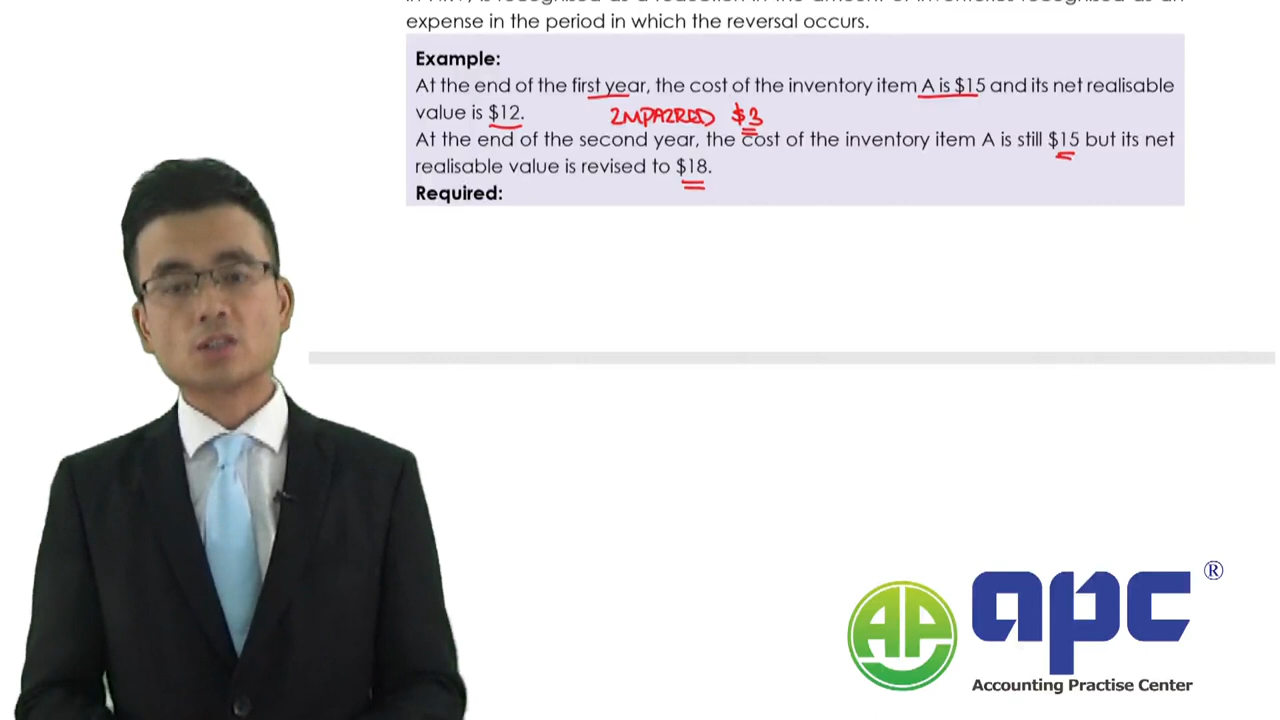 expense in the period in which the reversal occurs.
Example:
At the end of the first year, the cost of the inventory item A is $15 and its net realisable
value is $12. IMPAIRED $3
At the end of the second year, the cost of the inventory item A is still $15 but its net
realisable value is revised to $18.
Required:
AP apc ®
Accounting Practise Center